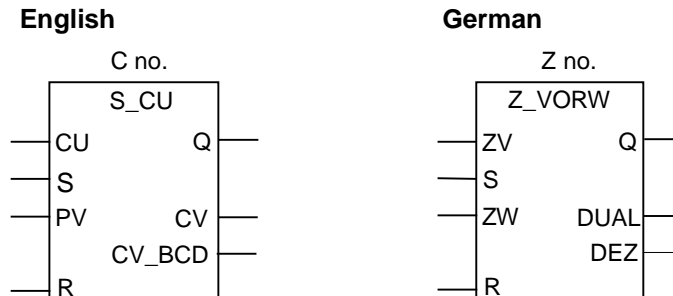 English
C no.
S_CU
CU Q
S
PV CV
CV_BCD
R
German
Z no.
Z_VORW
ZV Q
S
ZW DUAL
DEZ
R